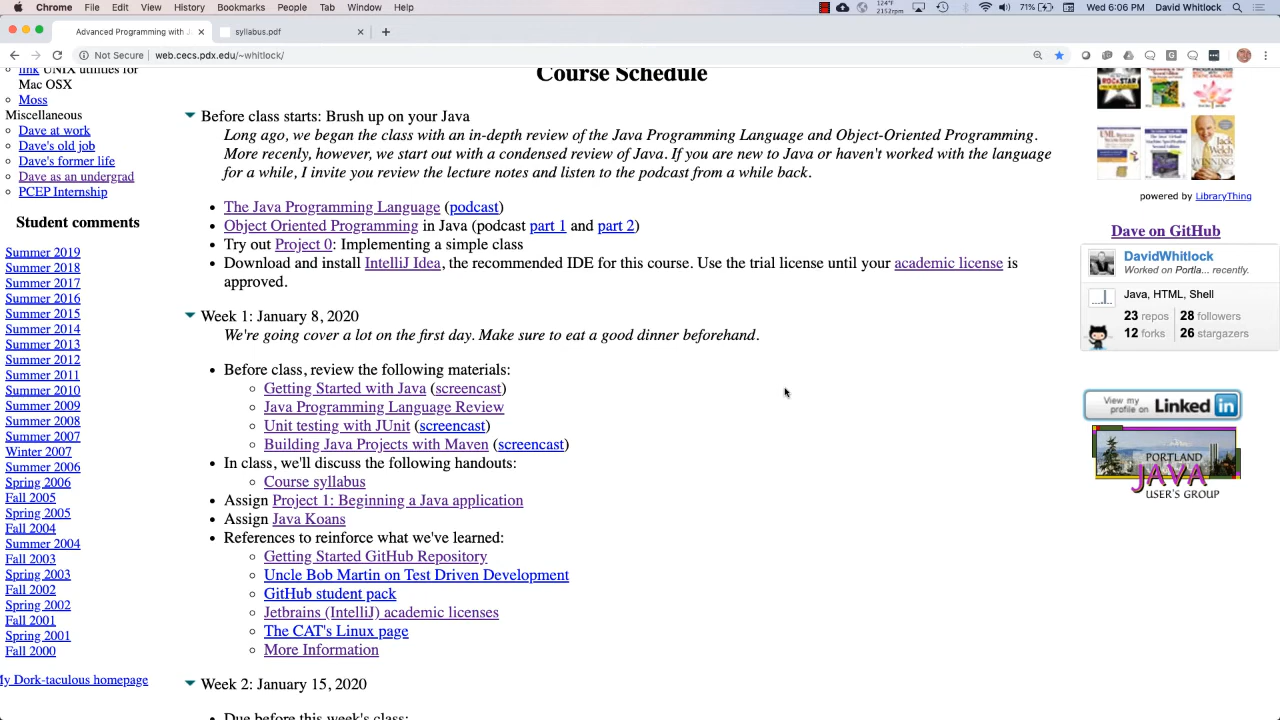 Chrome File Edit View History Bookmarks People Tab Window Help
124°F
2152rpm
71%
Wed 6:06 PM David Whitlock
Advanced Programming with J
syllabus.pdf
Not Secure | web.cecs.pdx.edu/~whitlock/
link UNIX utilities for
Mac OSX
Moss
Miscellaneous
Dave at work
Dave's old job
Dave's former life
Dave as an undergrad
PCEP Internship
Student comments
Summer 2019
Summer 2018
Summer 2017
Summer 2016
Summer 2015
Summer 2014
Summer 2013
Summer 2012
Summer 2011
Summer 2010
Summer 2009
Summer 2008
Summer 2007
Winter 2007
Summer 2006
Spring 2006
Fall 2005
Spring 2005
Fall 2004
Summer 2004
Fall 2003
Spring 2003
Fall 2002
Spring 2002
Fall 2001
Spring 2001
Fall 2000
My Dork-taculous homepage
Course Schedule
Before class starts: Brush up on your Java
Long ago, we began the class with an in-depth review of the Java Programming Language and Object-Oriented Programming.
More recenly, however, we start out with a condensed review of Java. If you are new to Java or haven't worked with the language
for a while, I invite you review the lecture notes and listen to the podcast from a while back.
The Java Programming Language (podcast)
Object Oriented Programming in Java (podcast part 1 and part 2)
Try out Project 0: Implementing a simple class
Download and install IntelliJ Idea, the recommended IDE for this course. Use the trial license until your academic license is
approved.
Week 1: January 8, 2020
We're going cover a lot on the first day. Make sure to eat a good dinner beforehand.
Before class, review the following materials:
Getting Started with Java (screencast)
Java Programming Language Review
Unit testing with JUnit (screencast)
Building Java Projects with Maven (screencast)
In class, we'll discuss the following handouts:
Course syllabus
Assign Project 1: Beginning a Java application
Assign Java Koans
References to reinforce what we've learned:
Getting Started GitHub Repository
Uncle Bob Martin on Test Driven Development
GitHub student pack
Jetbrains (IntelliJ) academic licenses
The CAT's Linux page
More Information
Week 2: January 15, 2020
Due before this week's class:
ROCKSTAR
WINNING
powered by LibraryThing
Dave on GitHub
DavidWhitlock
Worked on Portla... recently.
Java, HTML, Shell
23 repos 28 followers
12 forks 26 stargazers
View my
profile on Linked in
PORTLAND
JAVA
USER'S GROUP